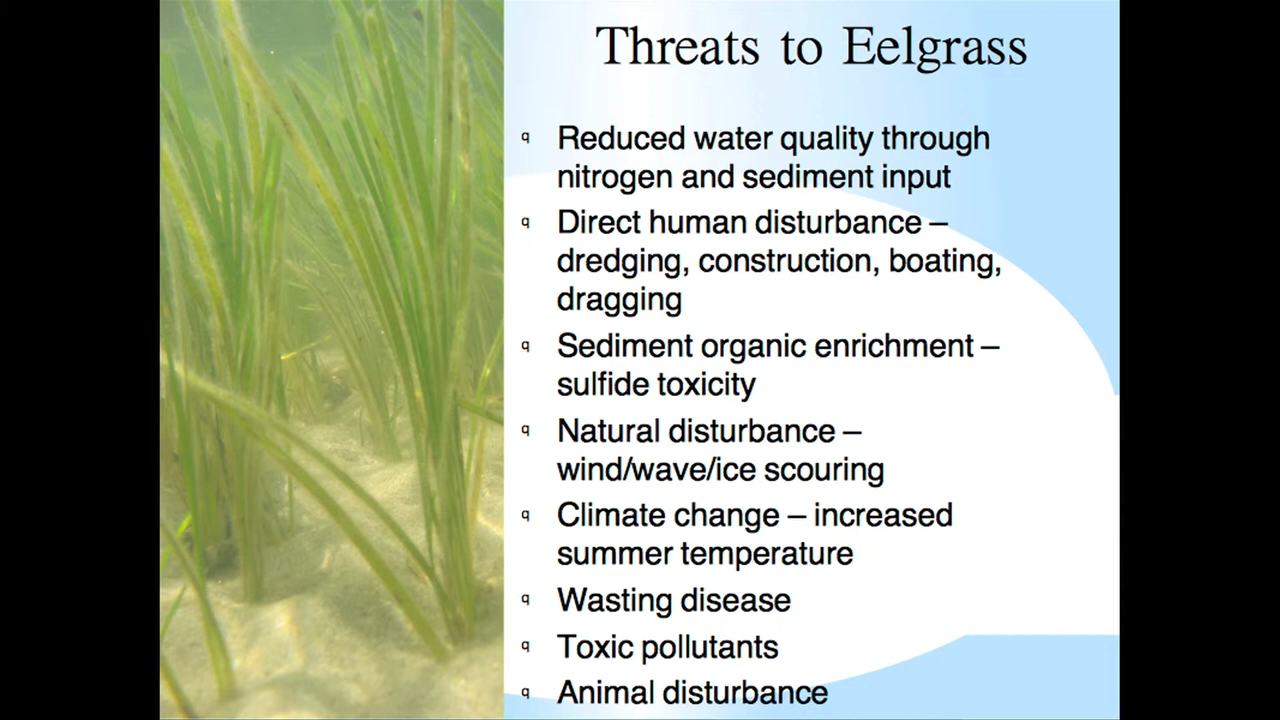 Threats to Eelgrass
q Reduced water quality through
nitrogen and sediment input
q Direct human disturbance –
dredging, construction, boating,
dragging
q Sediment organic enrichment –
sulfide toxicity
q Natural disturbance –
wind/wave/ice scouring
q Climate change – increased
summer temperature
q Wasting disease
q Toxic pollutants
q Animal disturbance